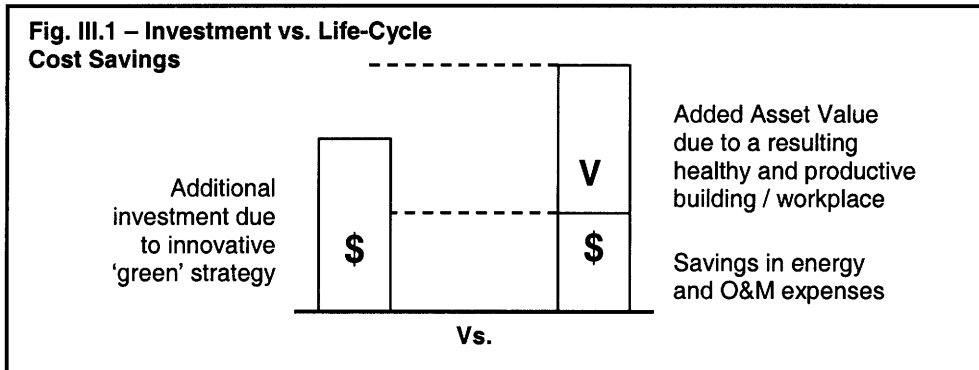 Fig. III.1 – Investment vs. Life-Cycle
Cost Savings
Additional
investment due
to innovative
'green' strategy
$
V
$
Added Asset Value
due to a resulting
healthy and productive
building / workplace
Savings in energy
and O&M expenses
Vs.